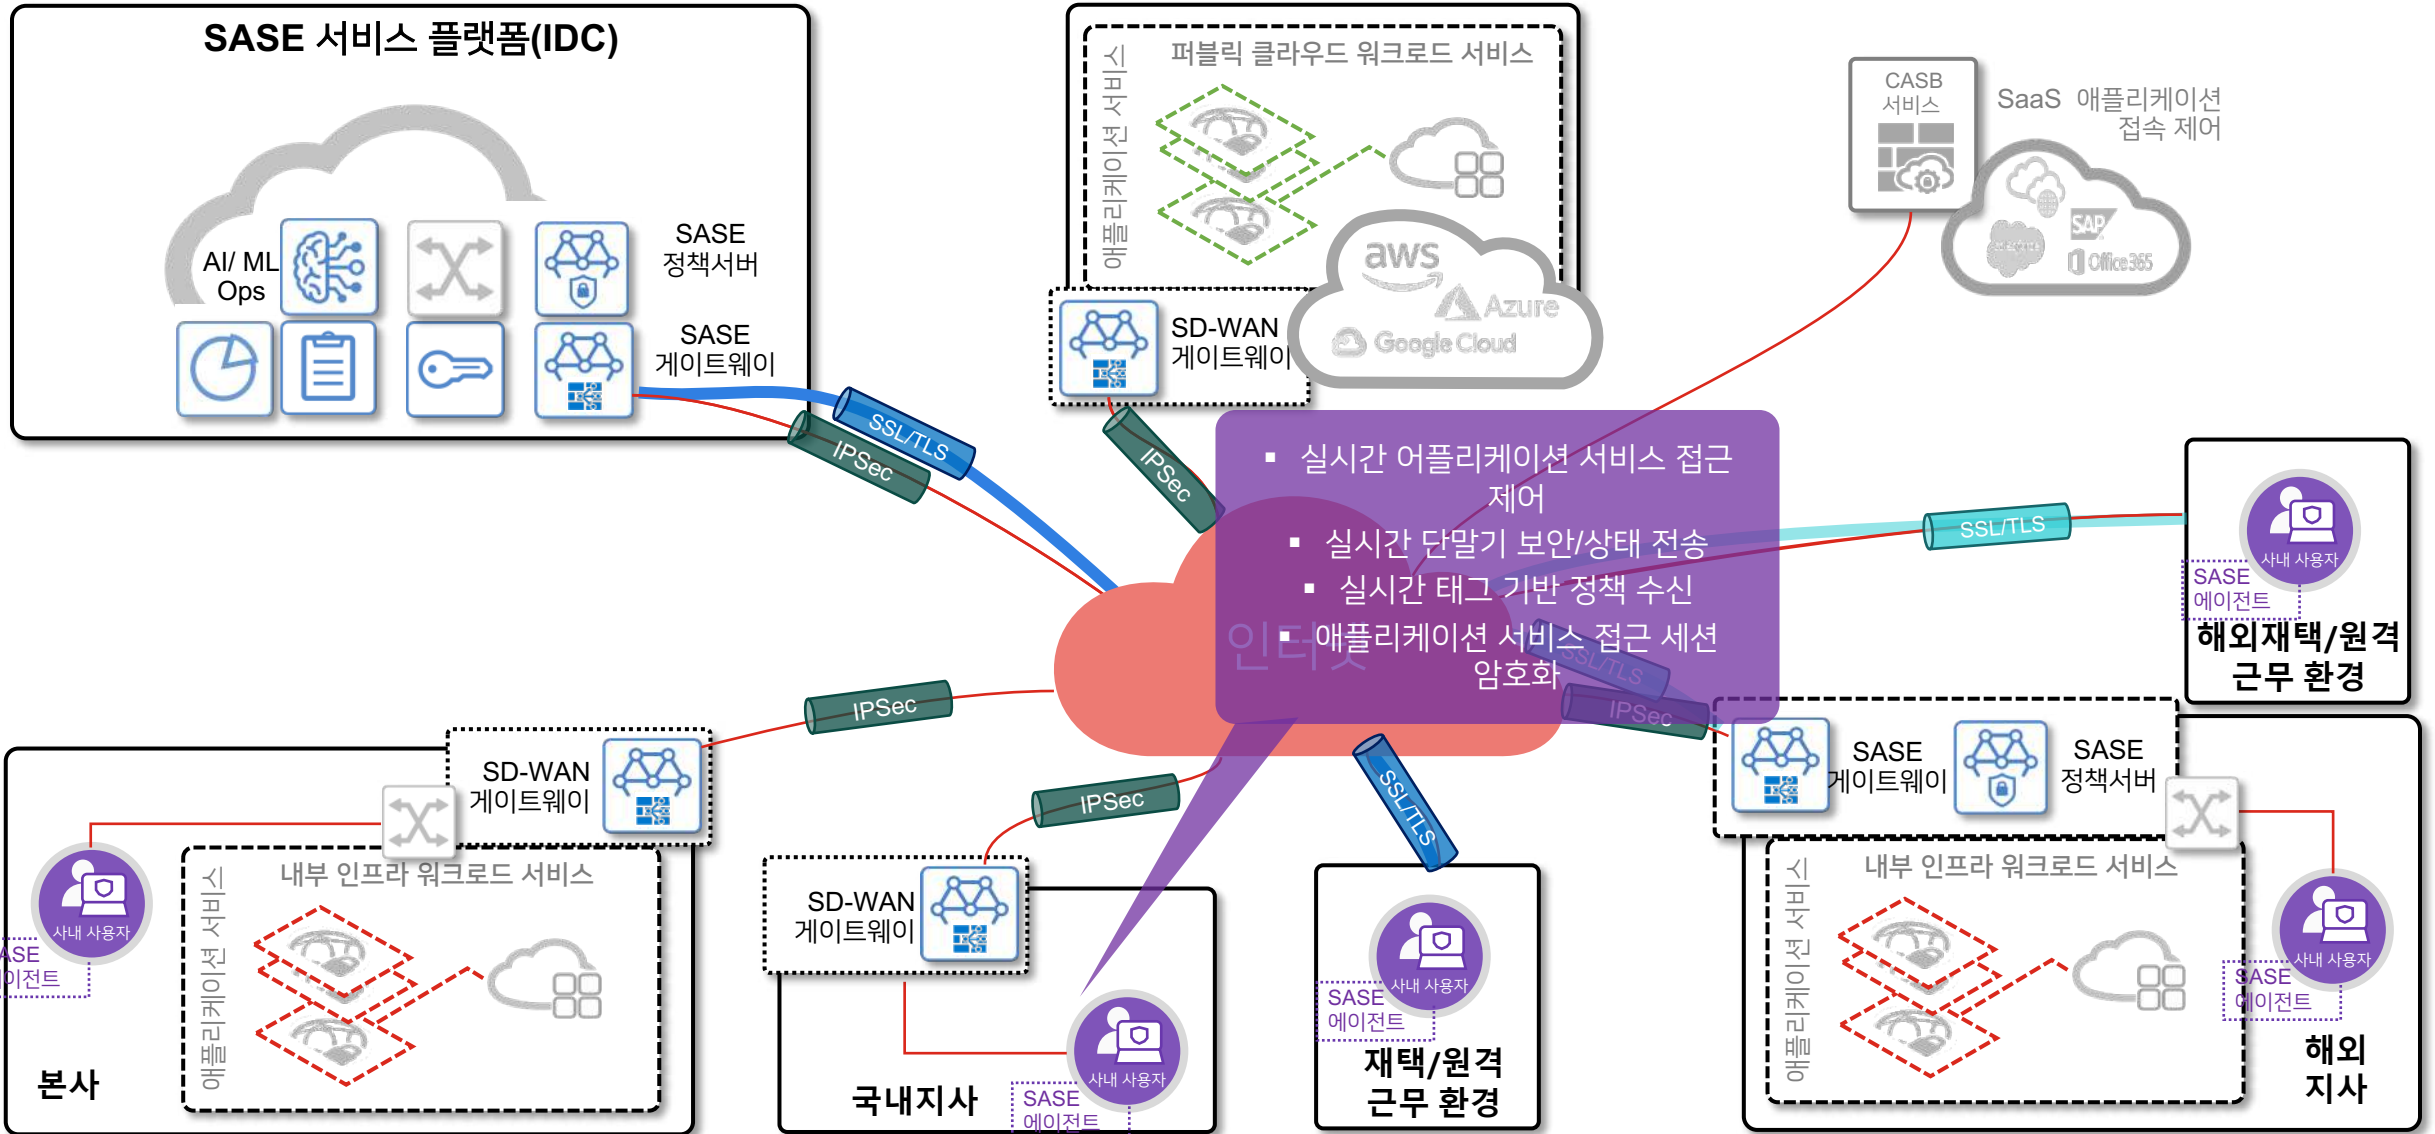 SASE 서비스 플랫폼(IDC)
AI/ ML
Ops
SASE
정책서버
SASE
게이트웨이
SSL/TLS
IPSec
퍼블릭 클라우드 워크로드 서비스
애플리케이션 서비스
aws
Azure
Google Cloud
SD-WAN
게이트웨이
IPSec
CASB
서비스
SaaS 애플리케이션
접속 제어
salesforce
SAP
Office 365
▪ 실시간 어플리케이션 서비스 접근
제어
▪ 실시간 단말기 보안/상태 전송
▪ 실시간 태그 기반 정책 수신
▪ 애플리케이션 서비스 접근 세션
암호화
인터넷
SSL/TLS
사내 사용자
SASE
에이전트
해외재택/원격
근무 환경
SSL/TLS
IPSec
IPSec
SD-WAN
게이트웨이
사내 사용자
ASE
이전트
내부 인프라 워크로드 서비스
애플리케이션 서비스
본사
IPSec
SD-WAN
게이트웨이
사내 사용자
SASE
에이전트
국내지사
SSL/TLS
사내 사용자
SASE
에이전트
재택/원격
근무 환경
SASE
게이트웨이
SASE
정책서버
내부 인프라 워크로드 서비스
애플리케이션 서비스
사내 사용자
SASE
에이전트
해외
지사